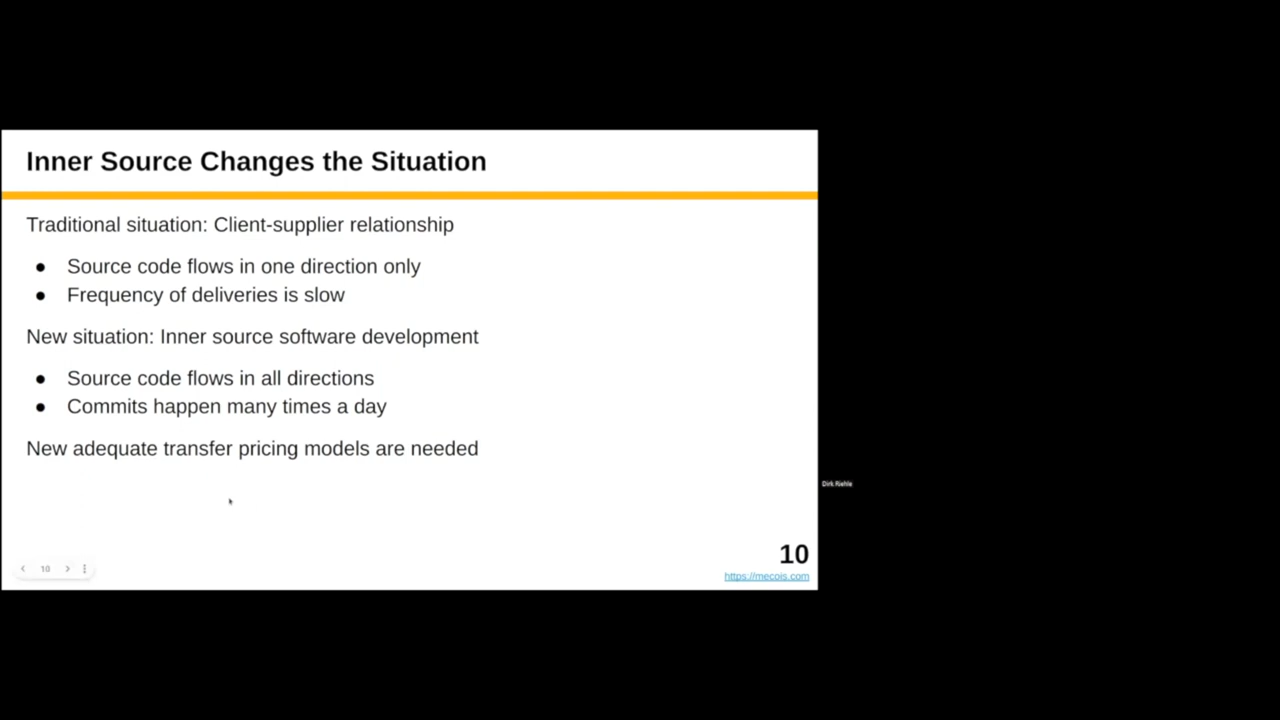 Inner Source Changes the Situation
Traditional situation: Client-supplier relationship
● Source code flows in one direction only
● Frequency of deliveries is slow
New situation: Inner source software development
● Source code flows in all directions
● Commits happen many times a day
New adequate transfer pricing models are needed
Dirk Riehle
10
https://mecois.com
10